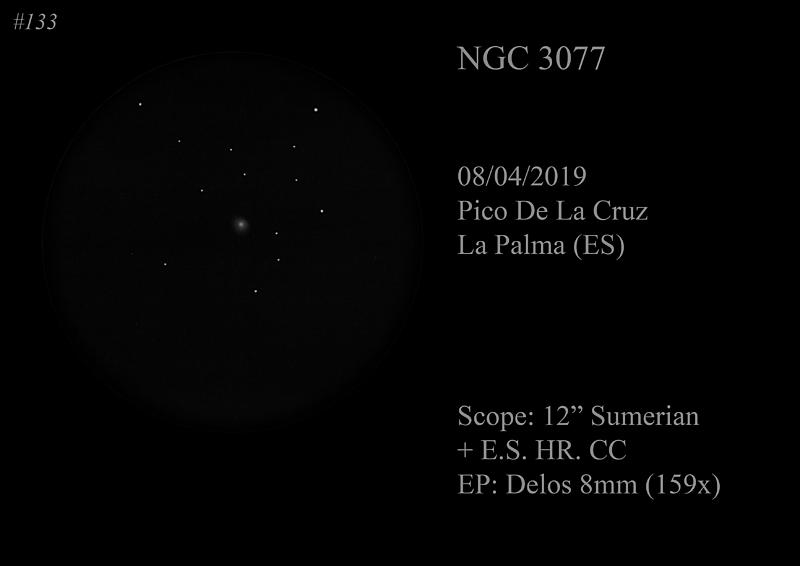 #133
NGC 3077
08/04/2019
Pico De La Cruz
La Palma (ES)
Scope: 12” Sumerian
+ E.S. HR. CC
EP: Delos 8mm (159x)